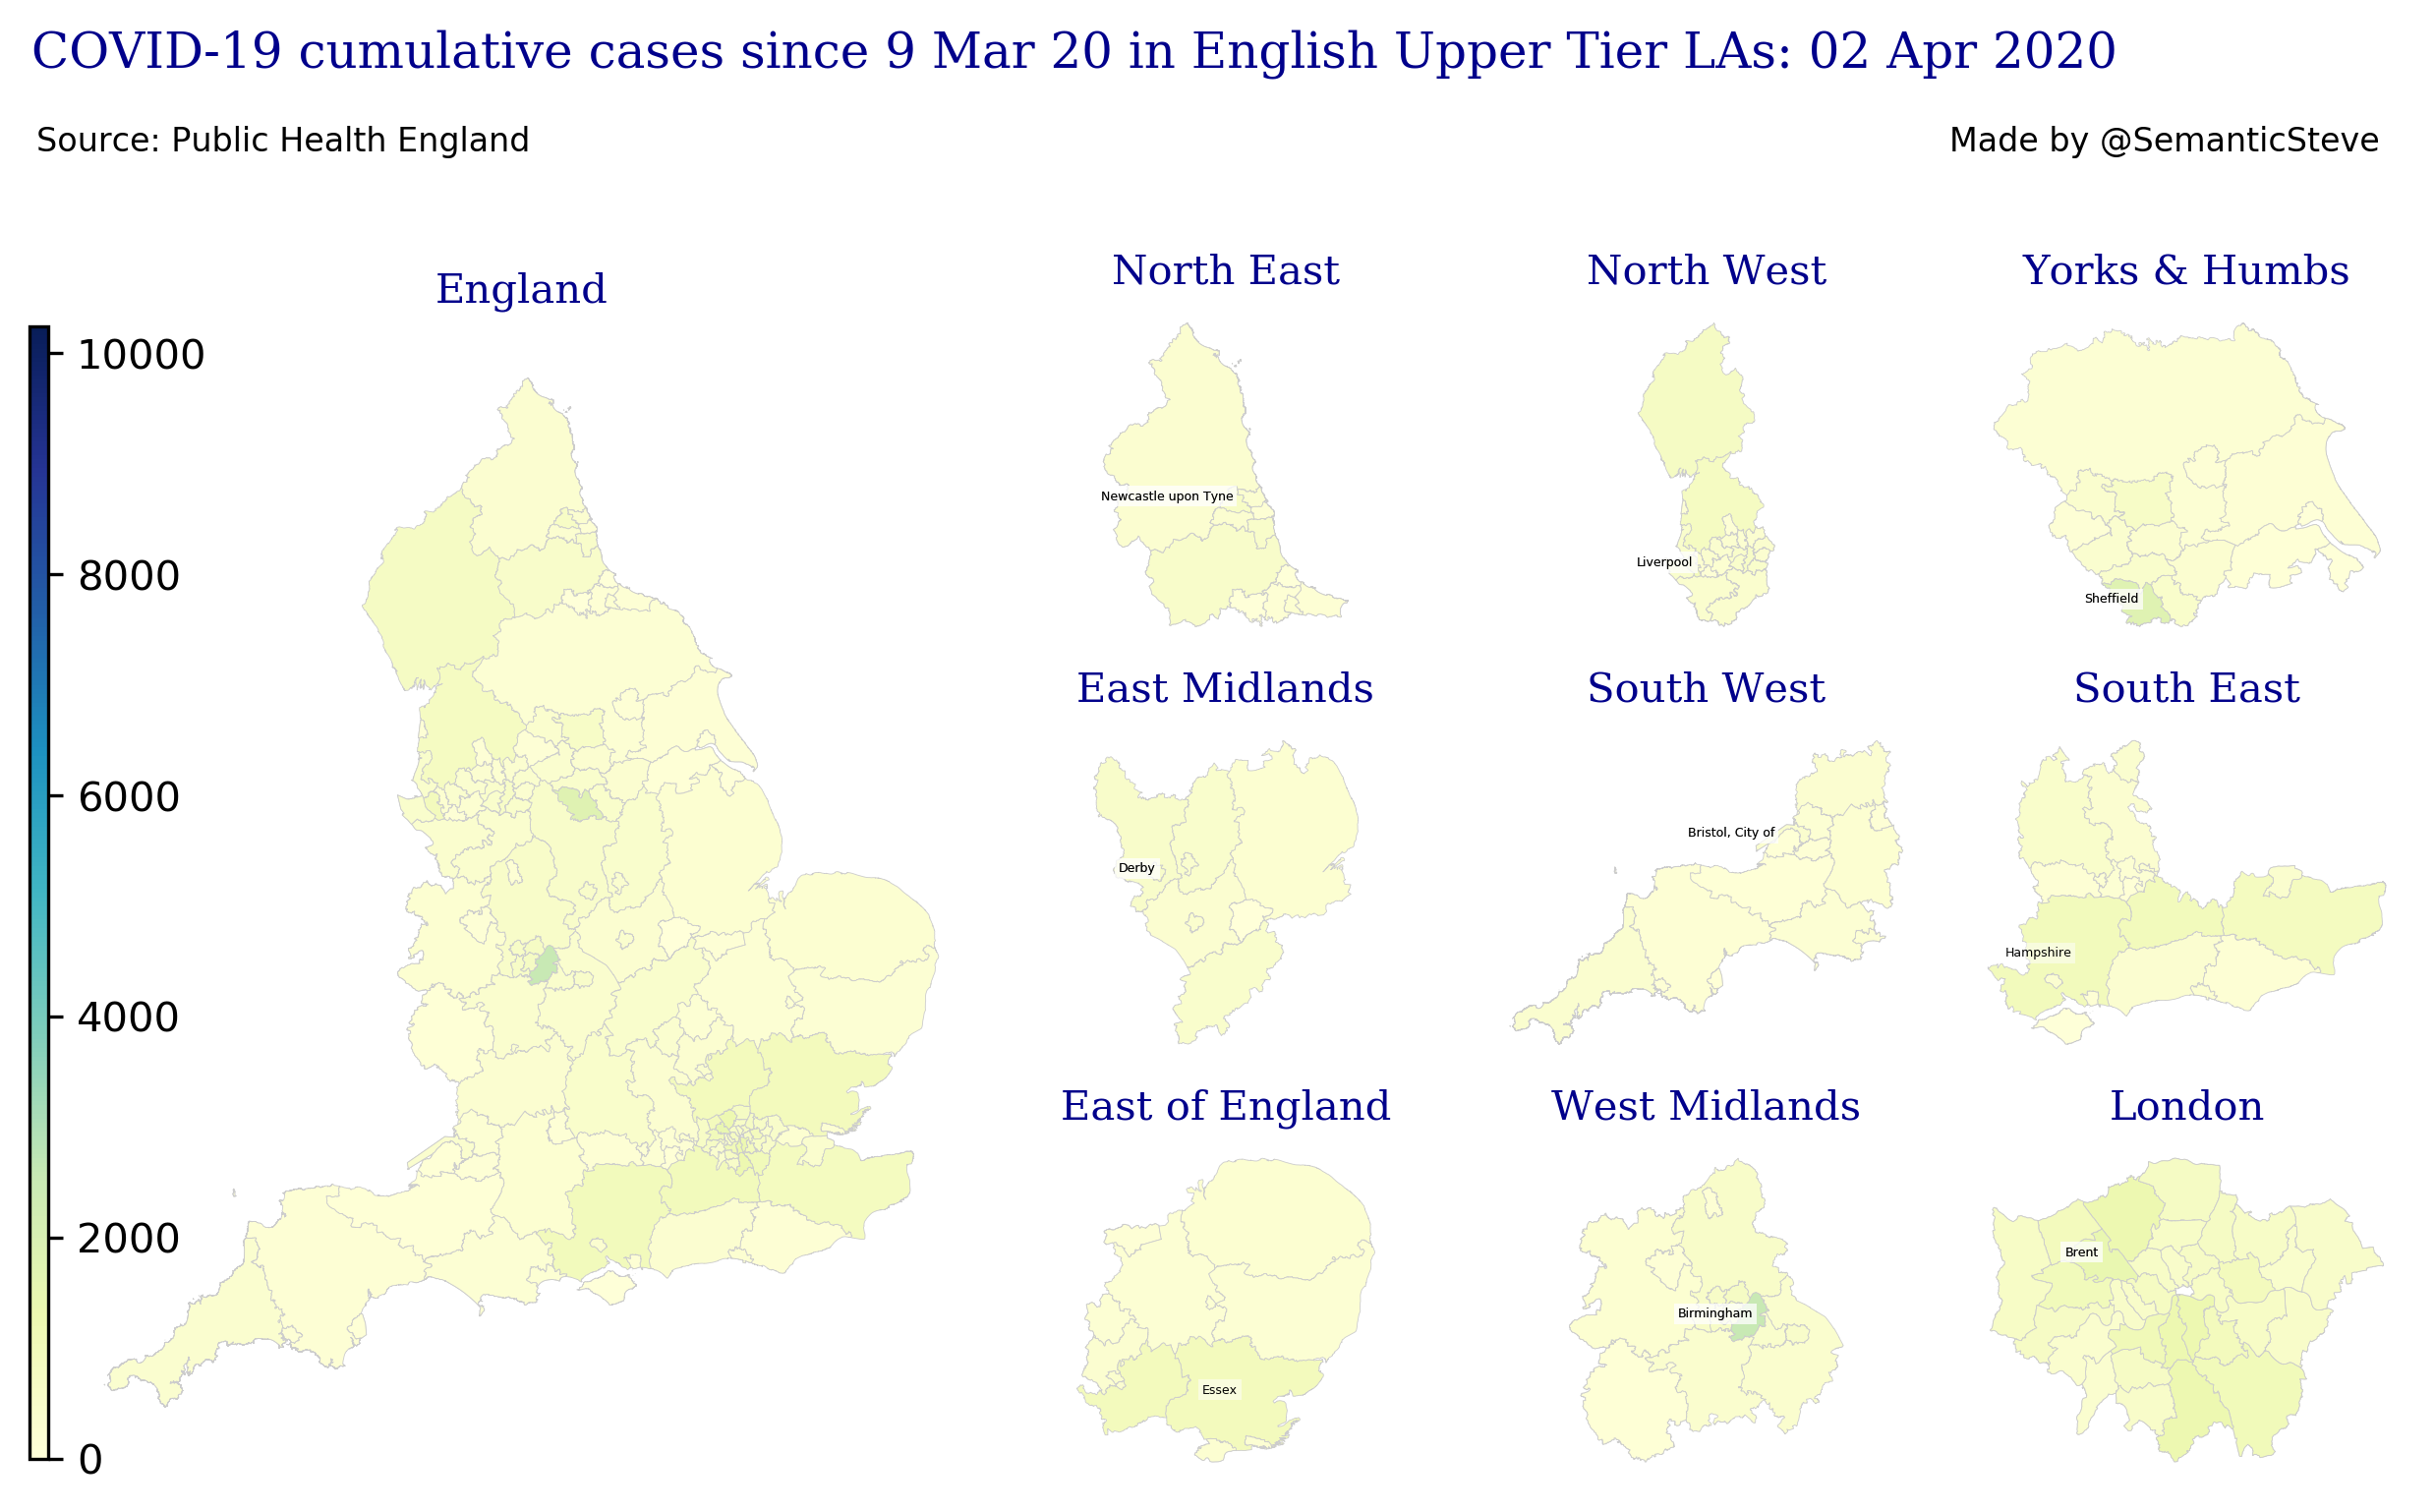 COVID-19 cumulative cases since 9 Mar 20 in English Upper Tier LAs: 02 Apr 2020
Source: Public Health England
Made by @SemanticSteve
England
10000
8000
6000
4000
2000
0
North East
Newcastle upon Tyne
North West
Liverpool
Yorks & Humbs
Sheffield
East Midlands
Derby
South West
Bristol, City of
South East
Hampshire
East of England
Essex
West Midlands
Birmingham
London
Brent